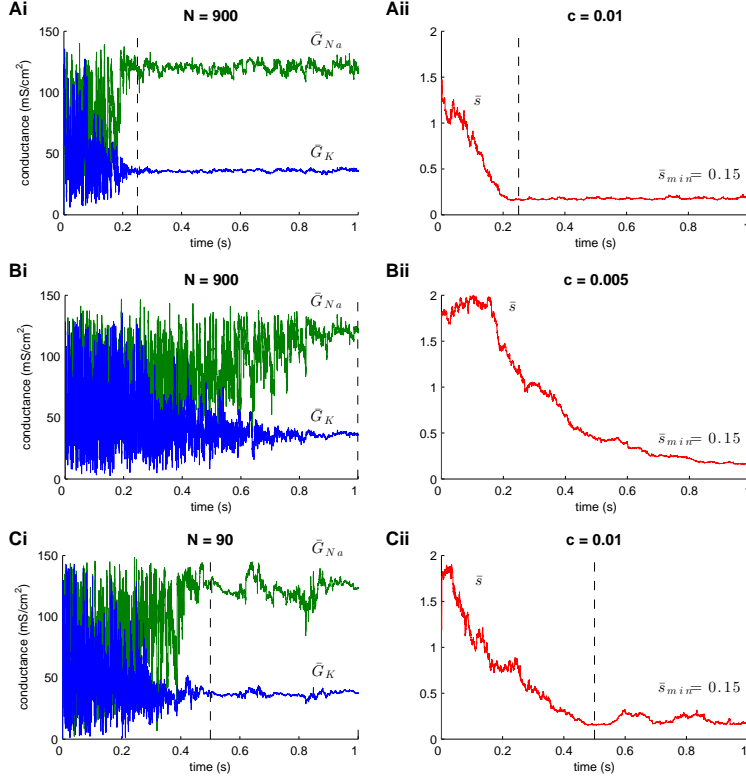 Ai
N = 900
Aii
c = 0.01
150
100
50
0
conductance (mS/cm²)
Ḡ_Na
Ḡ_K
0 0.2 0.4 0.6 0.8 1
time (s)
2
1.5
1
0.5
0
s̄
s̄_min = 0.15
0 0.2 0.4 0.6 0.8 1
time (s)
Bi
N = 900
Bii
c = 0.005
150
100
50
0
conductance (mS/cm²)
Ḡ_Na
Ḡ_K
0 0.2 0.4 0.6 0.8 1
time (s)
2
1.5
1
0.5
0
s̄
s̄_min = 0.15
0 0.2 0.4 0.6 0.8 1
time (s)
Ci
N = 90
Cii
c = 0.01
150
100
50
0
conductance (mS/cm²)
Ḡ_Na
Ḡ_K
0 0.2 0.4 0.6 0.8 1
time (s)
2
1.5
1
0.5
0
s̄
s̄_min = 0.15
0 0.2 0.4 0.6 0.8 1
time (s)